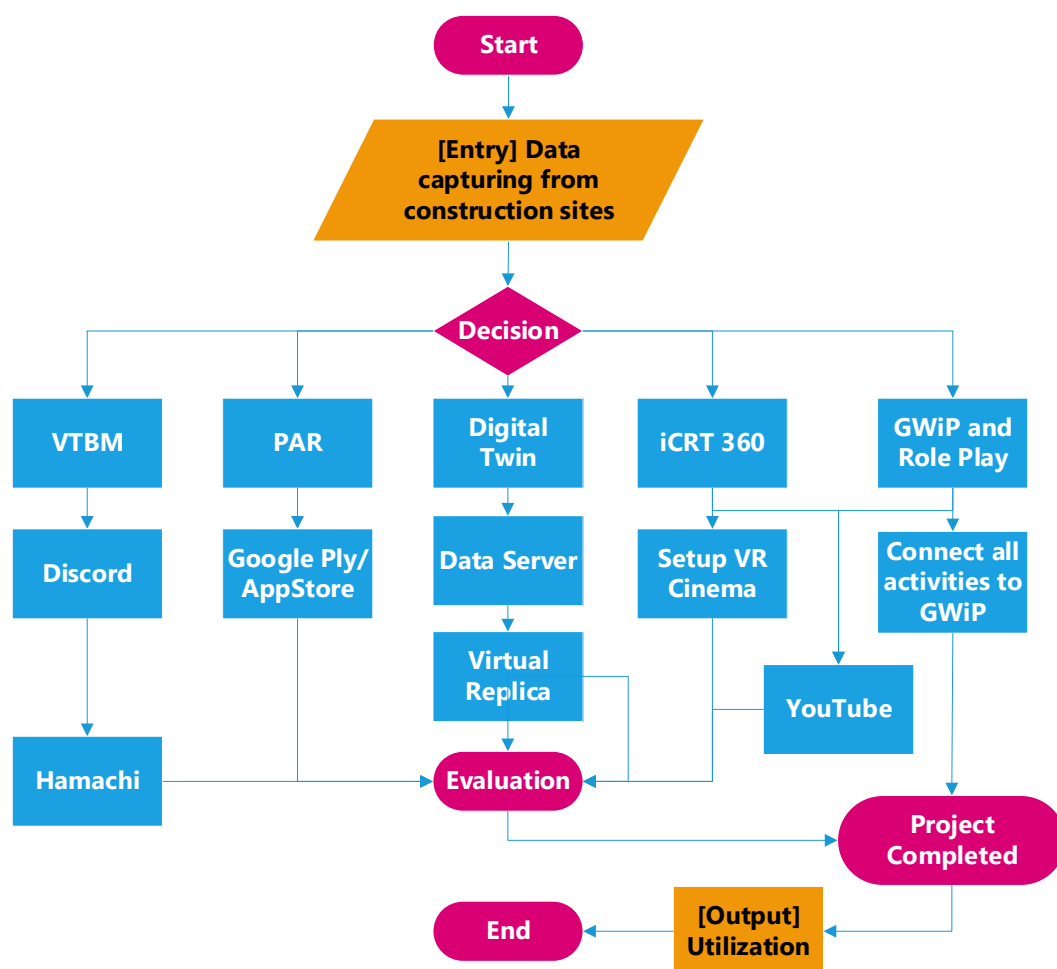 Start
[Entry] Data
capturing from
construction sites
Decision
VTBM
PAR
Digital
Twin
iCRT 360
GWiP and
Role Play
Discord
Google Ply/
AppStore
Data Server
Setup VR
Cinema
Connect all
activities to
GWiP
Virtual
Replica
YouTube
Hamachi
Evaluation
Project
Completed
End
[Output]
Utilization